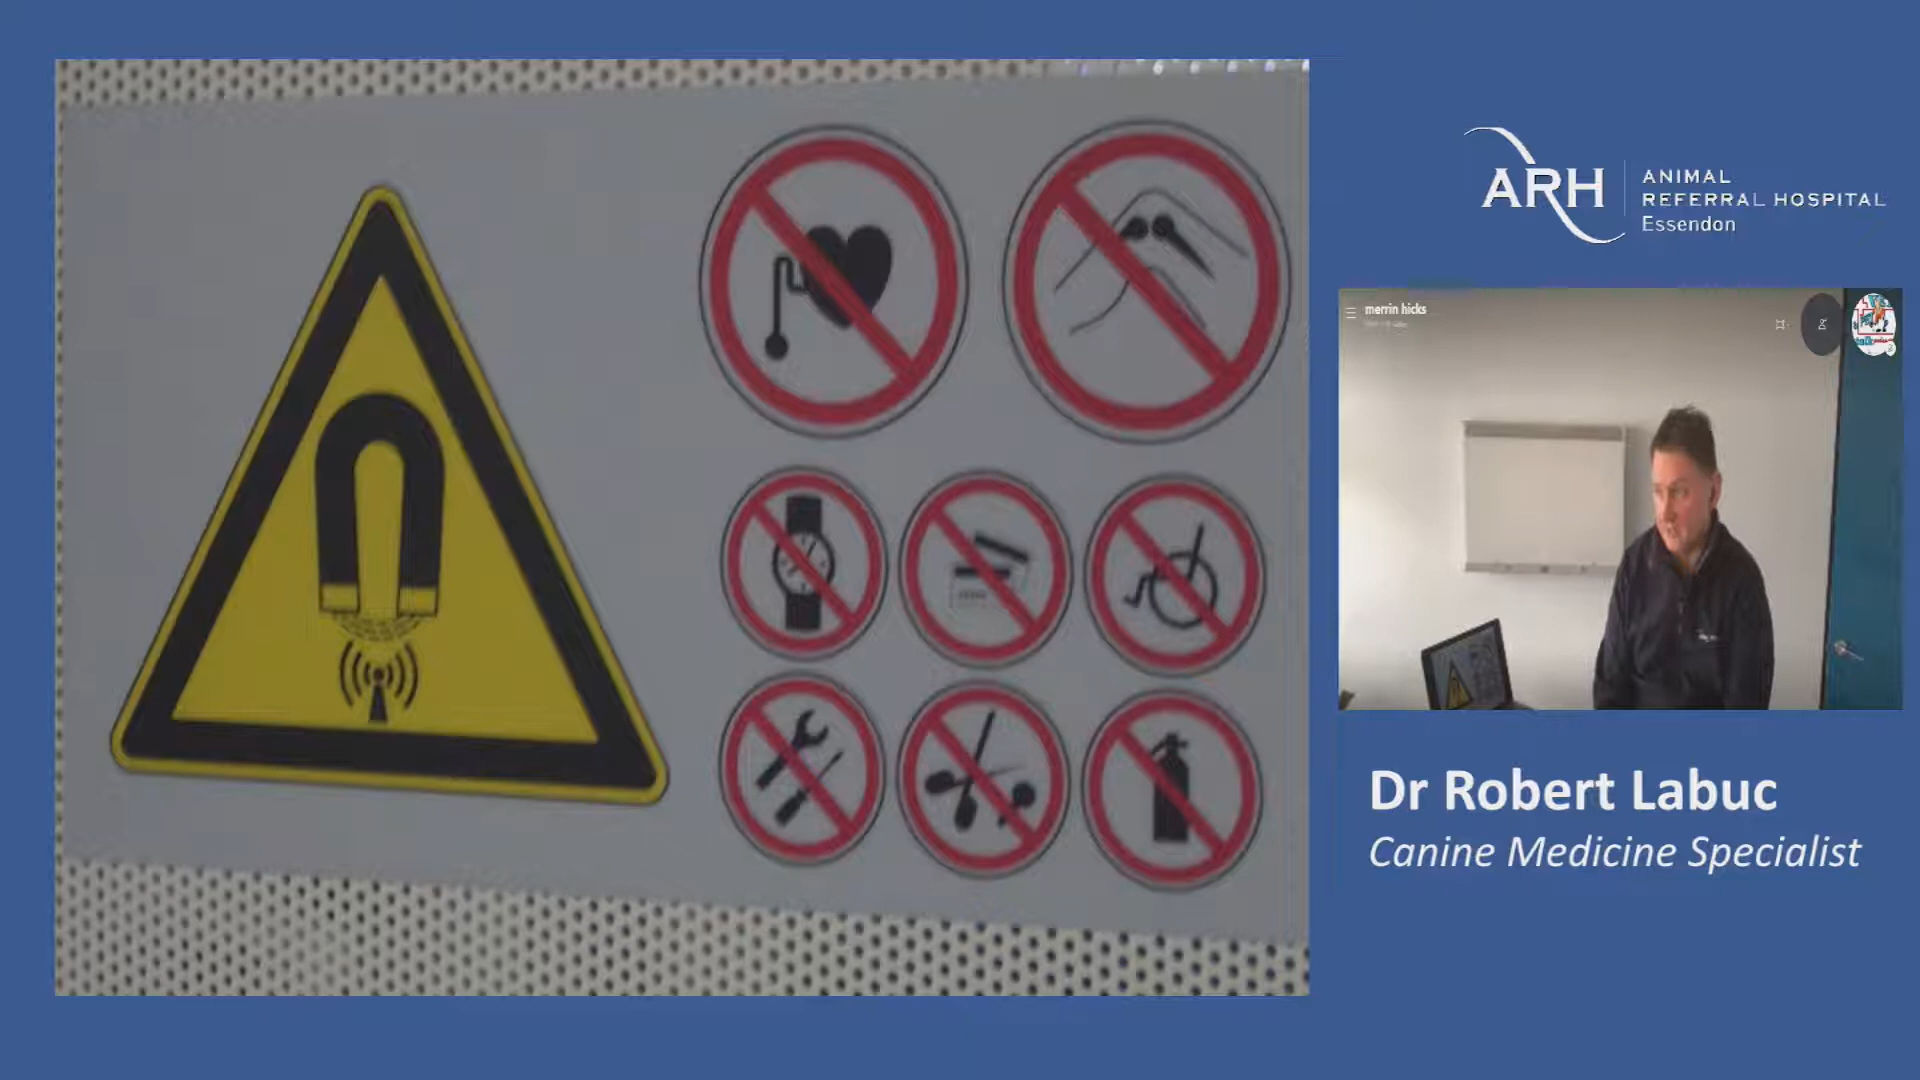 ARH
ANIMAL
REFERRAL HOSPITAL
Essendon
merrin hicks
Dr Robert Labuc
Canine Medicine Specialist